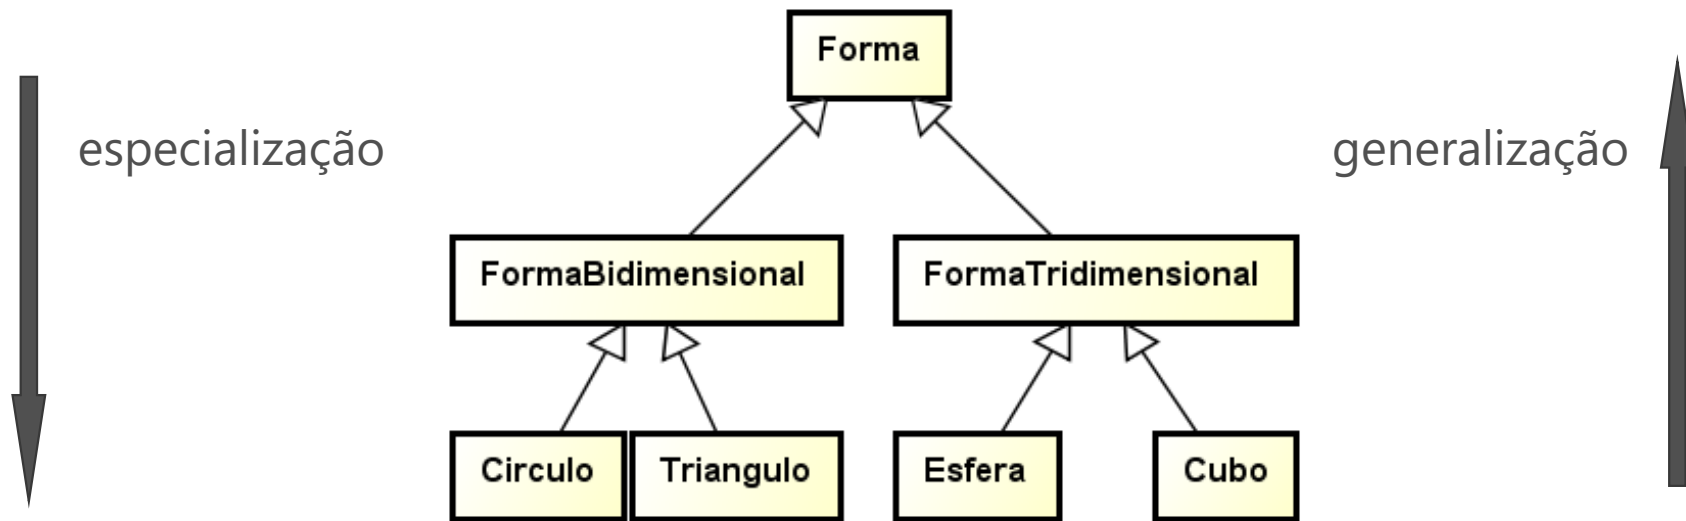 Forma
especialização
generalização
FormaBidimensional
FormaTridimensional
Circulo
Triangulo
Esfera
Cubo